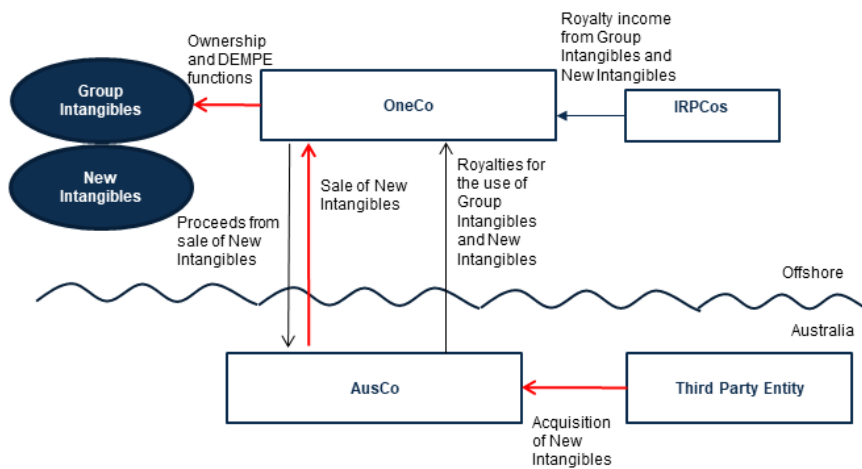 Ownership
and DEMPE
functions
Royalty income
from Group
Intangibles and
New Intangibles
Group
Intangibles
OneCo
IRPCos
New
Intangibles
Proceeds from
sale of New
Intangibles
Sale of New
Intangibles
Royalties for
the use of
Group
Intangibles
and New
Intangibles
Offshore
Australia
AusCo
Third Party Entity
Acquisition
of New
Intangibles